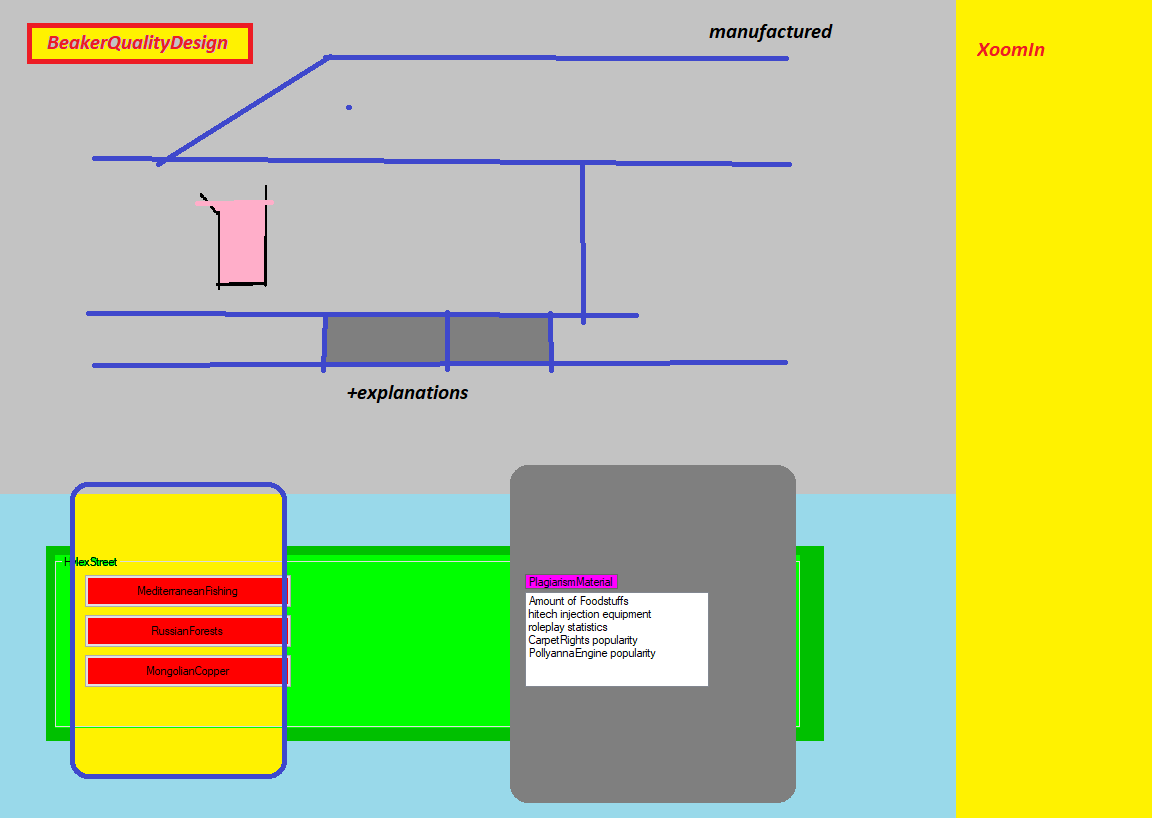 manufactured
BeakerQualityDesign
XoomIn
+explanations
MediterraneanFishing
RussianForests
MongolianCopper
PlagiarismMaterial
Amount of Foodstuffs
hitech injection equipment
roleplay statistics
CarpetRights popularity
PollyannaEngine popularity